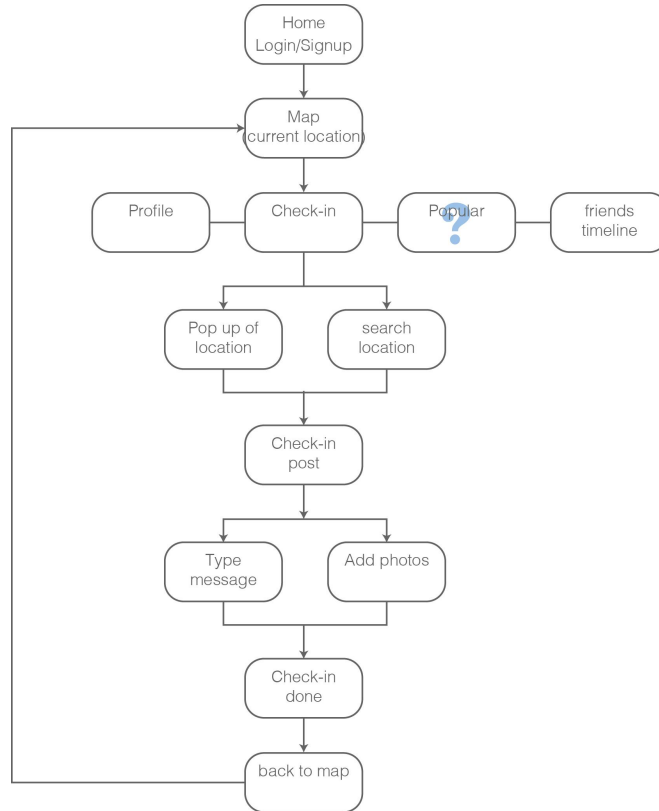 Home
Login/Signup
Map
(current location)
Profile
Check-in
Popular
?
friends
timeline
Pop up of
location
search
location
Check-in
post
Type
message
Add photos
Check-in
done
back to map